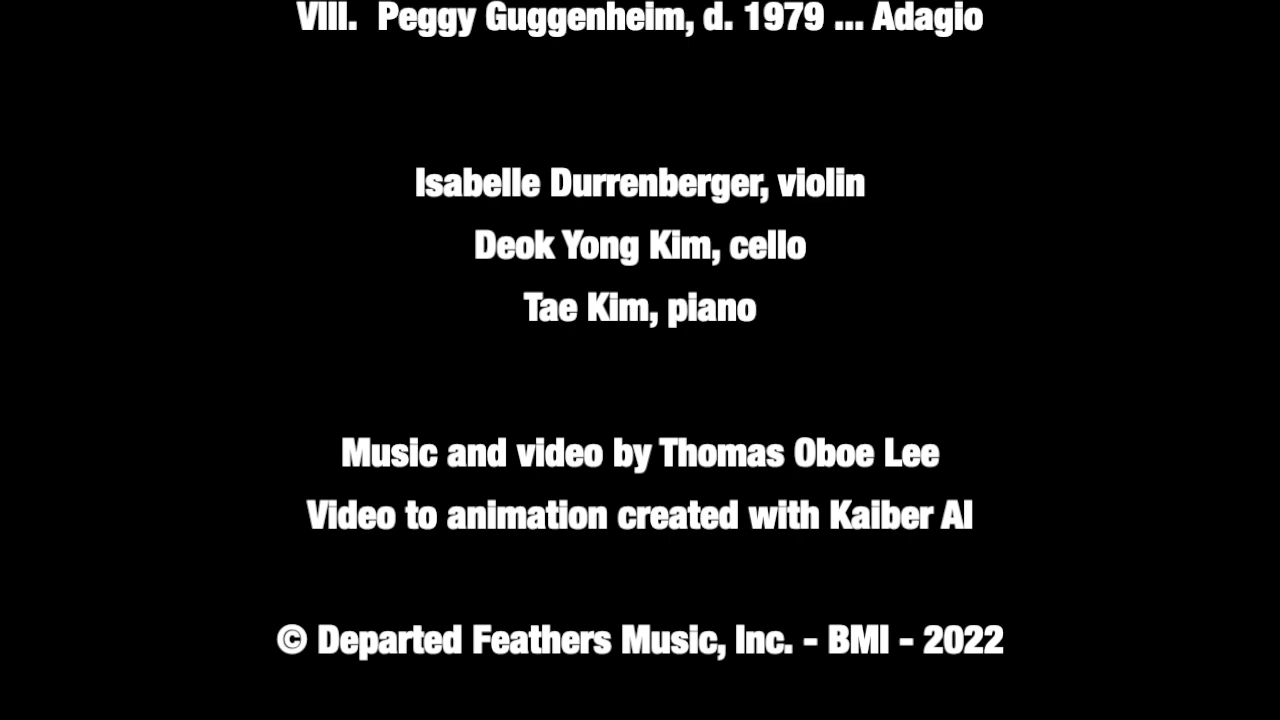 VIII.  Peggy Guggenheim, d. 1979 ... Adagio
Isabelle Durrenberger, violin
Deok Yong Kim, cello
Tae Kim, piano
Music and video by Thomas Oboe Lee
Video to animation created with Kaiber AI
© Departed Feathers Music, Inc. - BMI - 2022